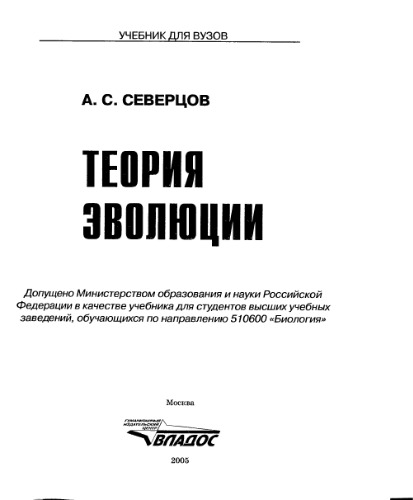 УЧЕБНИК ДЛЯ ВУЗОВ
А. С. СЕВЕРЦОВ
ТЕОРИЯ
ЭВОЛЮЦИИ
Допущено Министерством образования и науки Российской
Федерации в качестве учебника для студентов высших учебных
заведений, обучающихся по направлению 510600 «Биология»
Москва
ГУМАНИТАРНЫЙ
ИЗДАТЕЛЬСКИЙ
ЦЕНТР
ВЛАДОС
2005